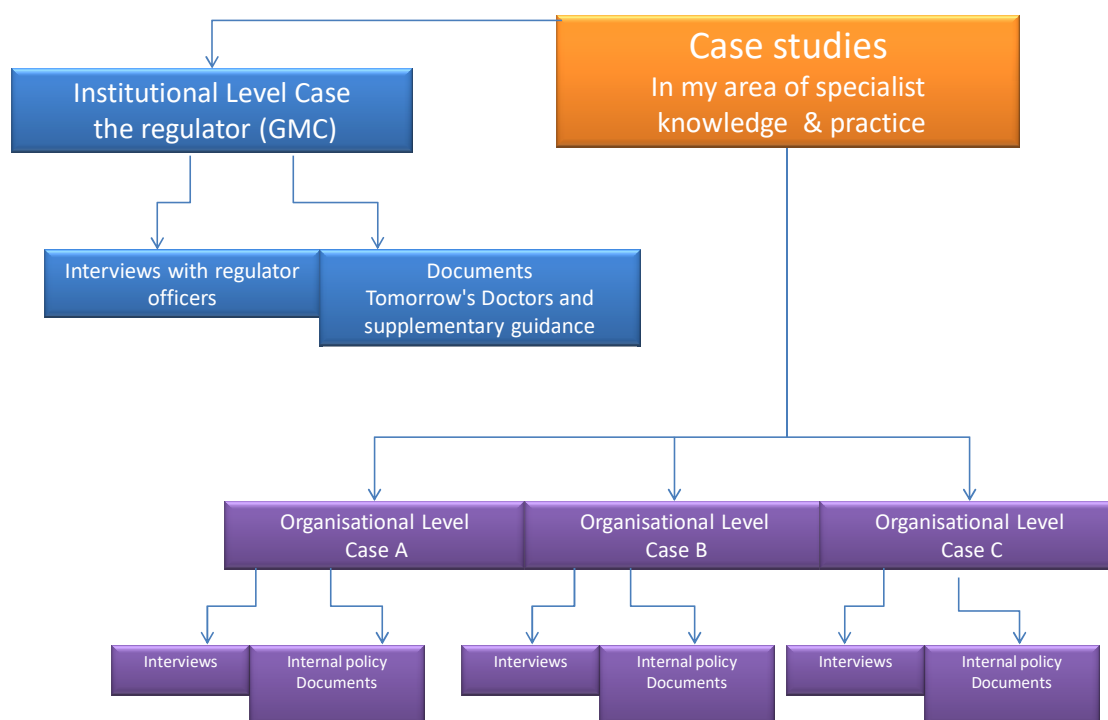 Case studies
In my area of specialist
knowledge & practice
Institutional Level Case
the regulator (GMC)
Interviews with regulator
officers
Documents
Tomorrow's Doctors and
supplementary guidance
Organisational Level
Case A
Organisational Level
Case B
Organisational Level
Case C
Interviews
Internal policy
Documents
Interviews
Internal policy
Documents
Interviews
Internal policy
Documents